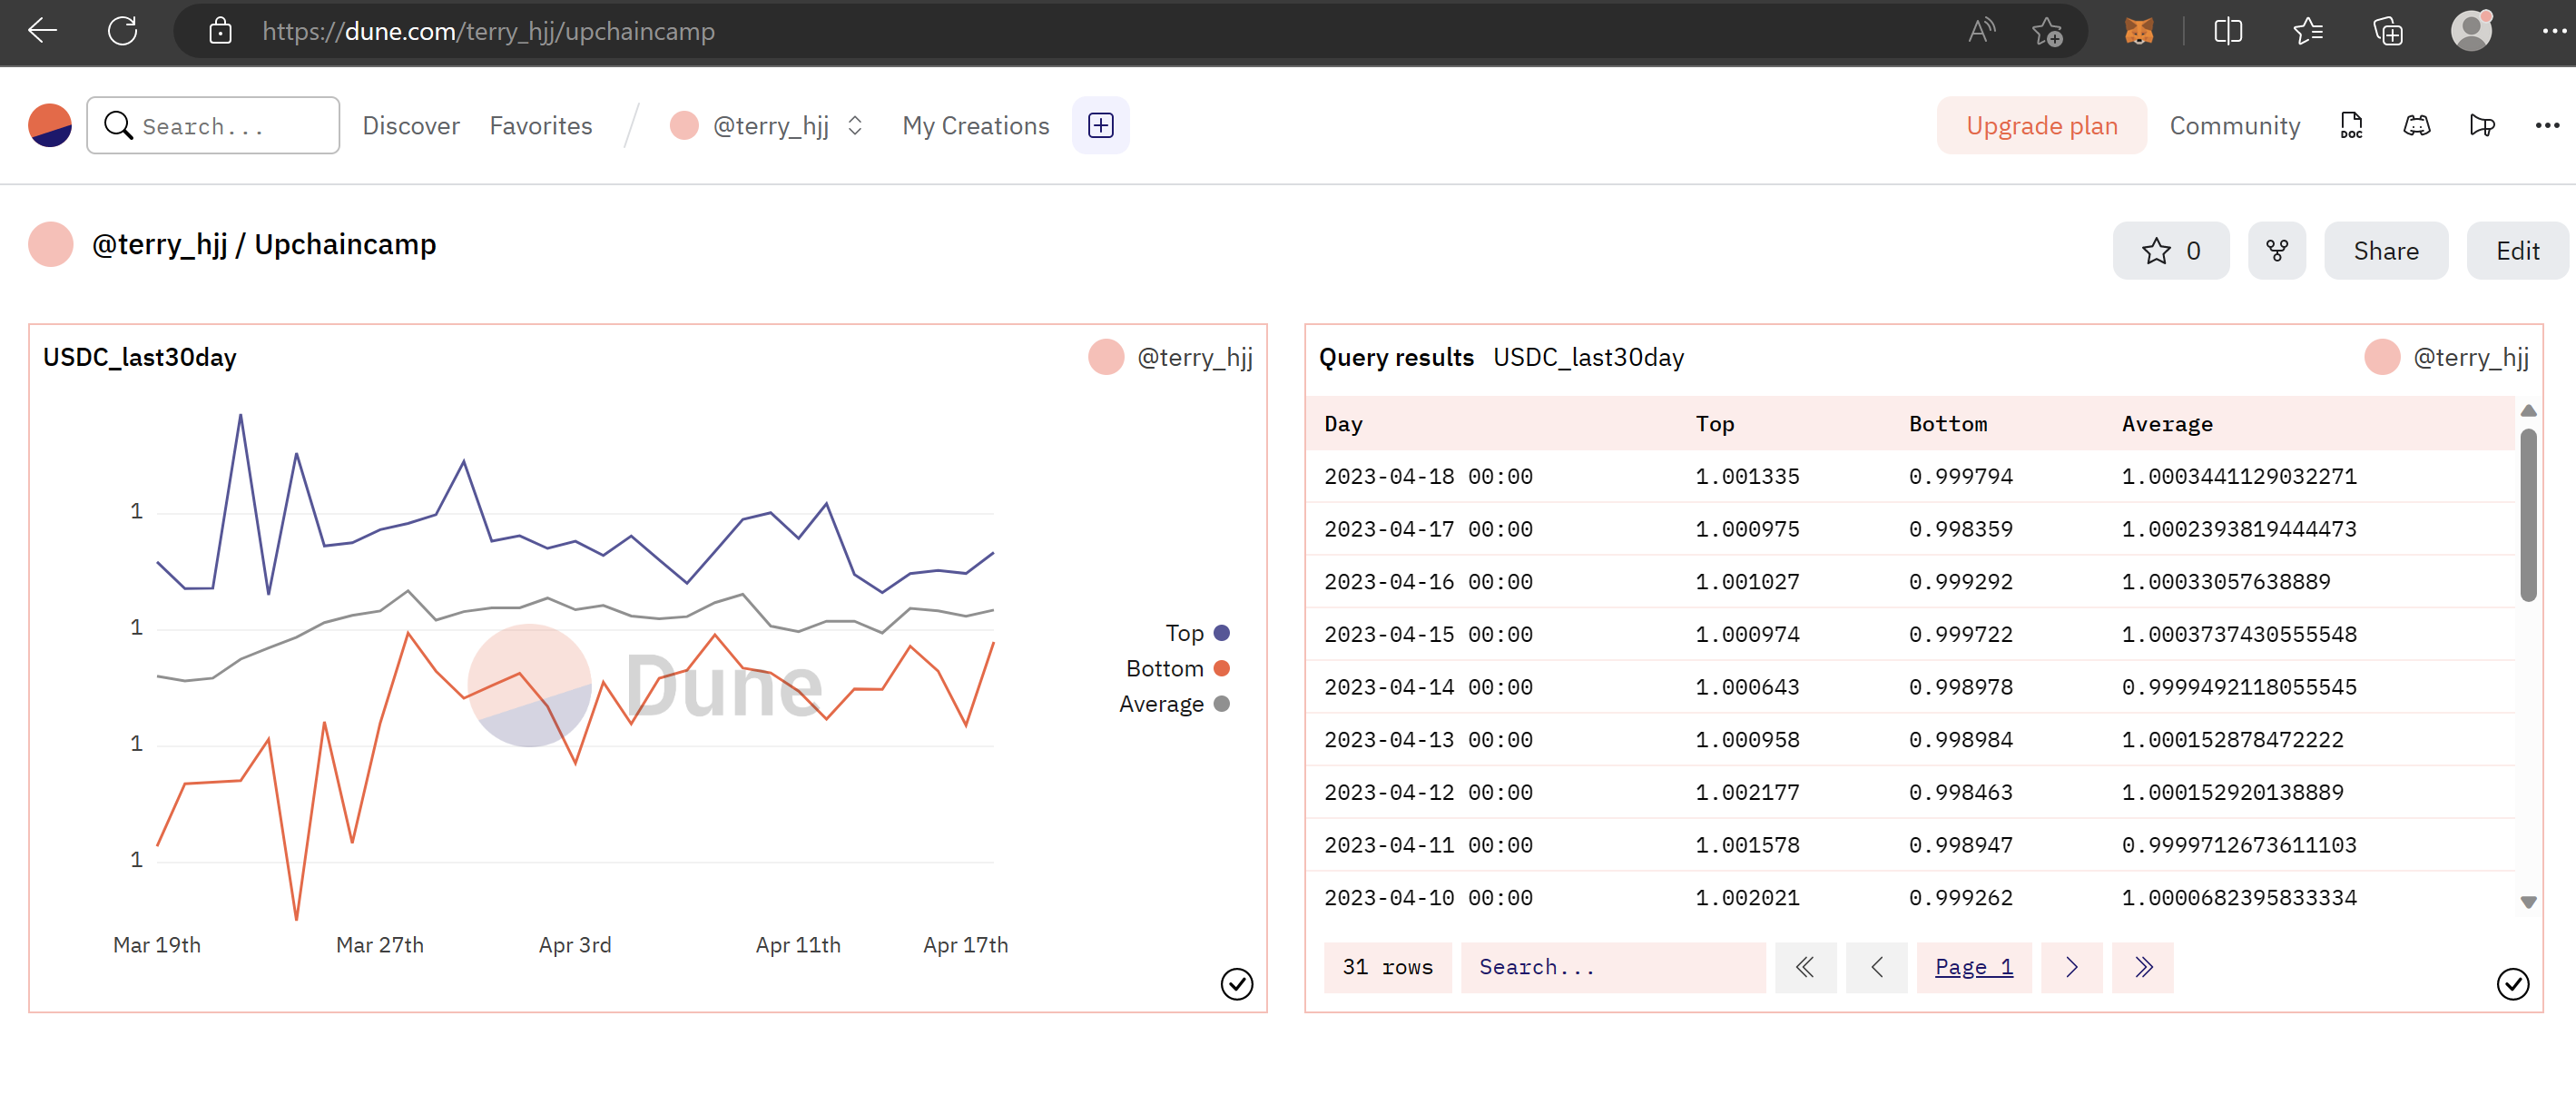 https://dune.com/terry_hjj/upchaincamp
Search...
Discover
Favorites
@terry_hjj
My Creations
Upgrade plan
Community
DOC
@terry_hjj / Upchaincamp
0
Share
Edit
USDC_last30day
@terry_hjj
1
1
1
1
Mar 19th
Mar 27th
Apr 3rd
Apr 11th
Apr 17th
Dune
Top
Bottom
Average
Query results USDC_last30day
@terry_hjj
Day Top Bottom Average
2023-04-18 00:00 1.001335 0.999794 1.0003441129032271
2023-04-17 00:00 1.000975 0.998359 1.0002393819444473
2023-04-16 00:00 1.001027 0.999292 1.00033057638889
2023-04-15 00:00 1.000974 0.999722 1.0003737430555548
2023-04-14 00:00 1.000643 0.998978 0.9999492118055545
2023-04-13 00:00 1.000958 0.998984 1.000152878472222
2023-04-12 00:00 1.002177 0.998463 1.000152920138889
2023-04-11 00:00 1.001578 0.998947 0.9999712673611103
2023-04-10 00:00 1.002021 0.999262 1.0000682395833334
31 rows
Search...
Page 1